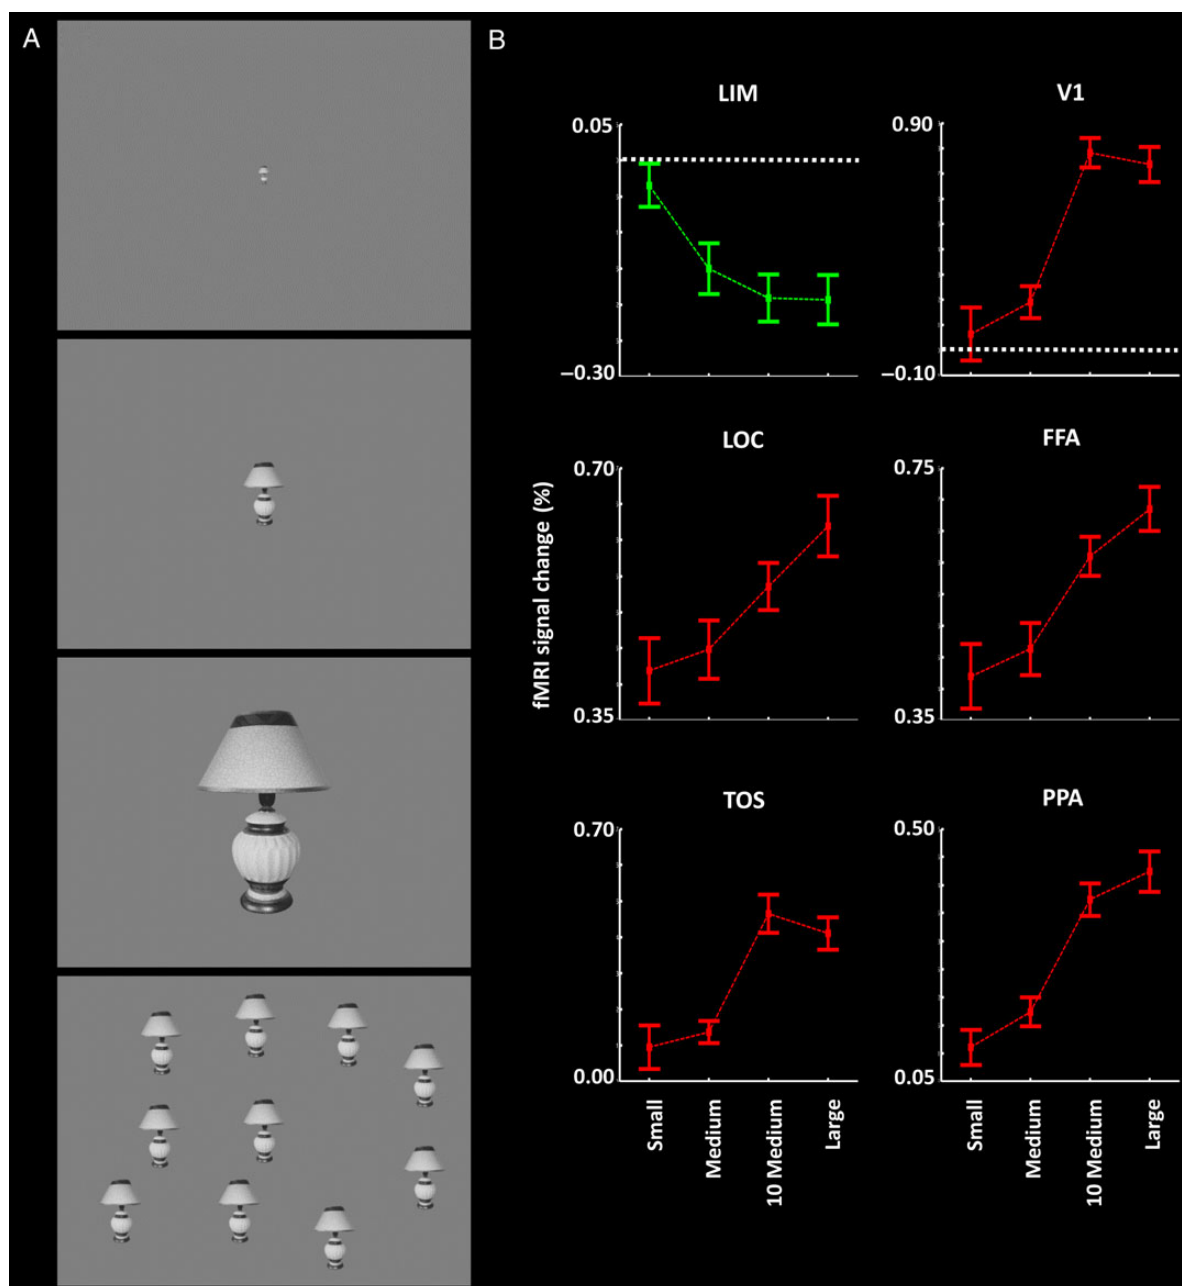 A
B
LIM
V1
0.05
–0.30
0.90
–0.10
LOC
FFA
0.70
0.35
0.75
0.35
fMRI signal change (%)
TOS
PPA
0.70
0.00
0.50
0.05
Small
Medium
10 Medium
Large
Small
Medium
10 Medium
Large